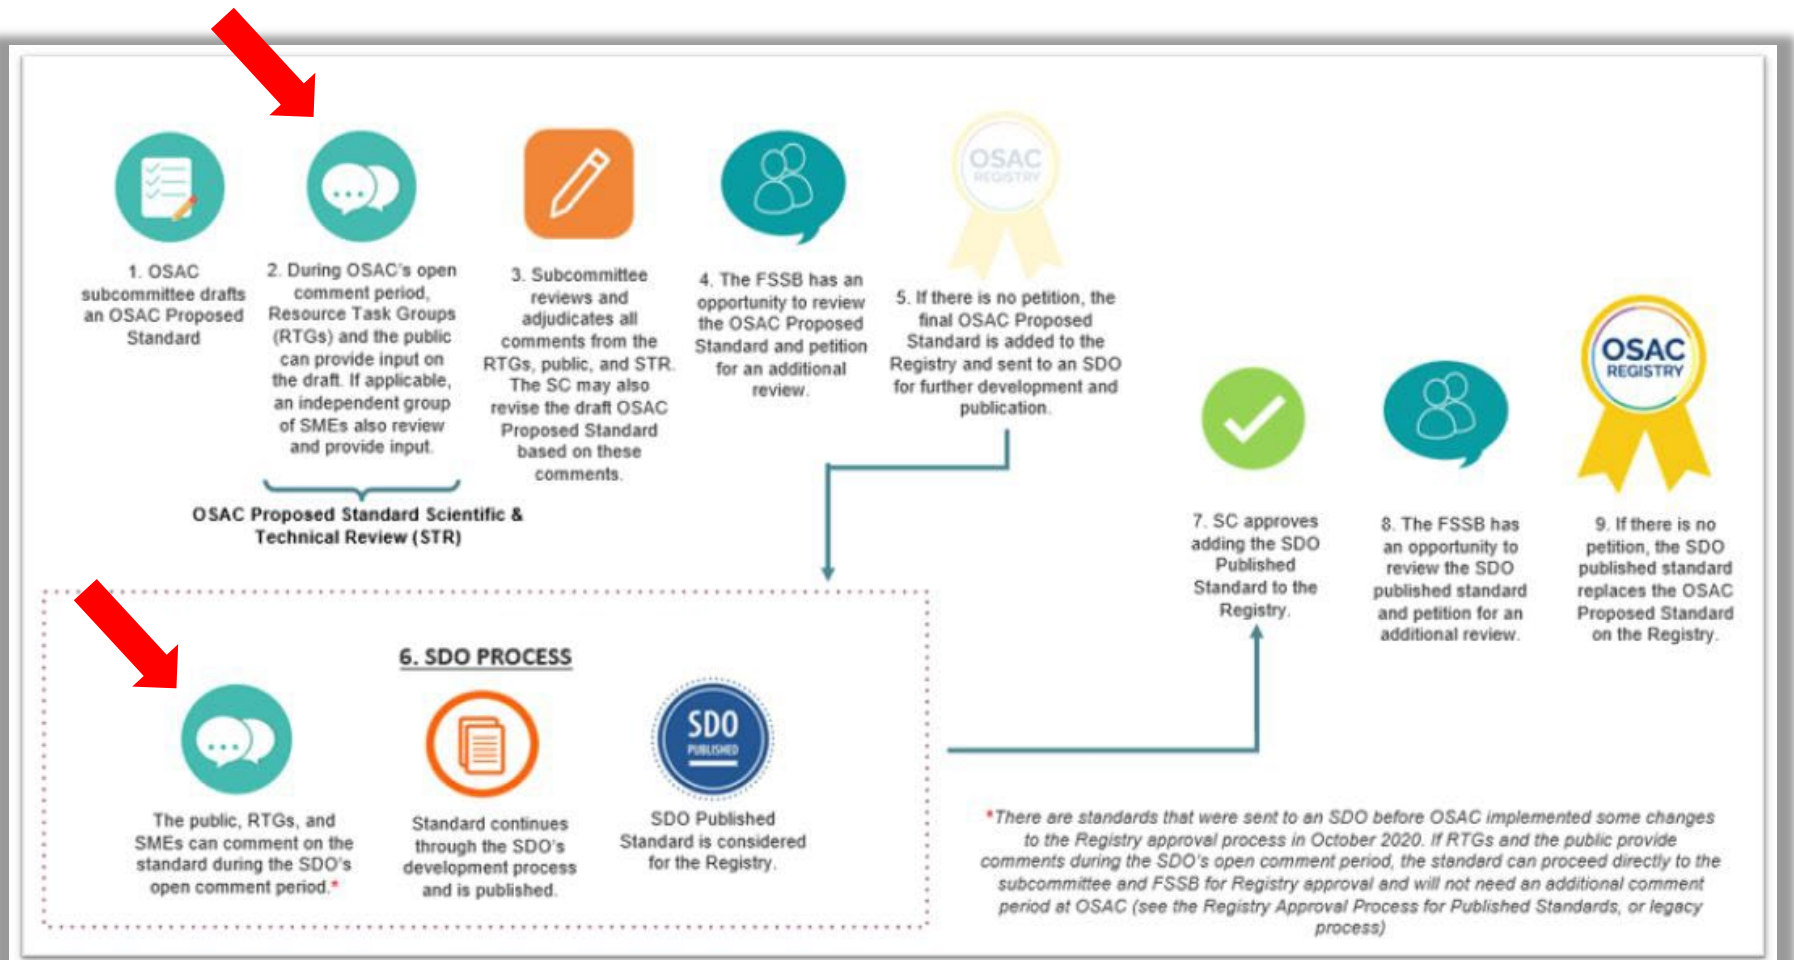 1. OSAC
subcommittee drafts
an OSAC Proposed
Standard
2. During OSAC's open
comment period,
Resource Task Groups
(RTGs) and the public
can provide input on
the draft. If applicable,
an independent group
of SMEs also review
and provide input.
OSAC Proposed Standard Scientific &
Technical Review (STR)
3. Subcommittee
reviews and
adjudicates all
comments from the
RTGs, public, and STR.
The SC may also
revise the draft OSAC
Proposed Standard
based on these
comments.
4. The FSSB has an
opportunity to review
the OSAC Proposed
Standard and petition
for an additional
review.
OSAC
REGISTRY
5. If there is no petition, the
final OSAC Proposed
Standard is added to the
Registry and sent to an SDO
for further development and
publication.
6. SDO PROCESS
The public, RTGs, and
SMEs can comment on the
standard during the SDO's
open comment period.*
Standard continues
through the SDO's
development process
and is published.
SDO
PUBLISHED
SDO Published
Standard is considered
for the Registry.
7. SC approves
adding the SDO
Published
Standard to the
Registry.
8. The FSSB has
an opportunity to
review the SDO
published standard
and petition for an
additional review.
OSAC
REGISTRY
9. If there is no
petition, the SDO
published standard
replaces the OSAC
Proposed Standard
on the Registry.
*There are standards that were sent to an SDO before OSAC implemented some changes
to the Registry approval process in October 2020. If RTGs and the public provide
comments during the SDO's open comment period, the standard can proceed directly to the
subcommittee and FSSB for Registry approval and will not need an additional comment
period at OSAC (see the Registry Approval Process for Published Standards, or legacy
process)